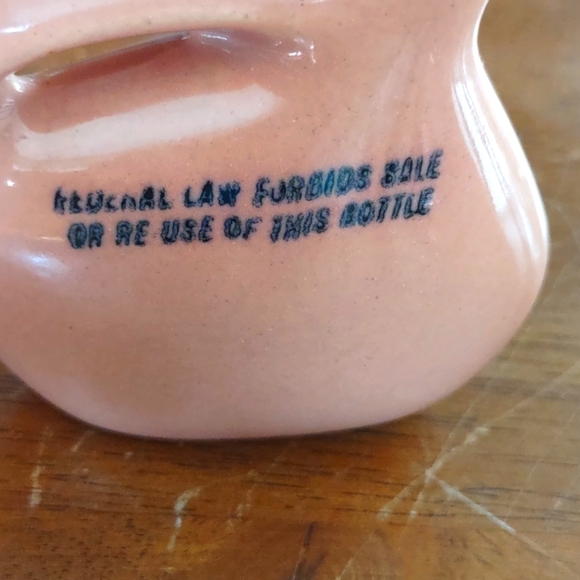 FEDERAL LAW FORBIDS SALE
OR RE USE OF THIS BOTTLE